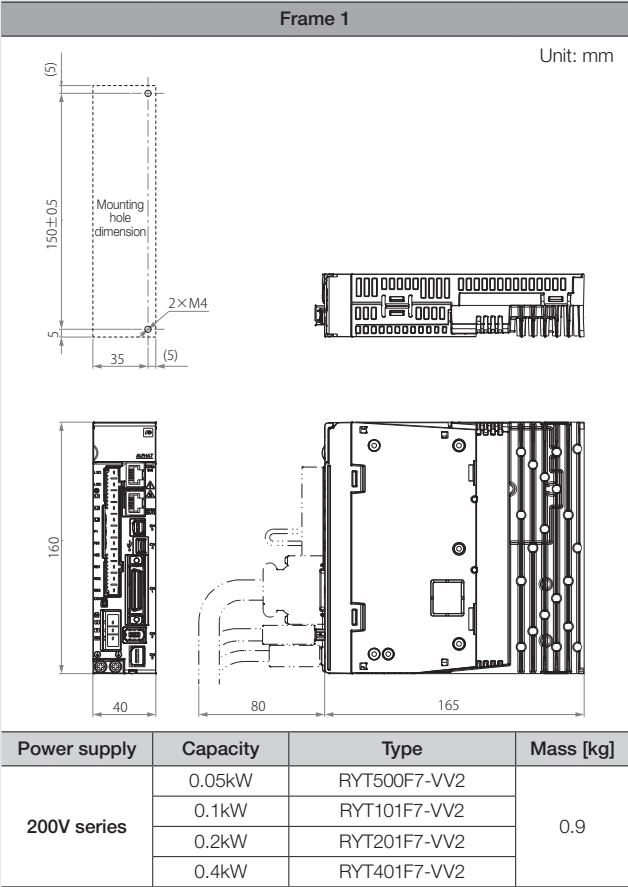 Frame 1
Unit: mm
(5)
150±0.5
Mounting
hole
dimension
2×M4
5
35
(5)
ALPHA7
160
40
80
165
Power supply Capacity Type Mass [kg]
200V series
0.05kW RYT500F7-VV2
0.1kW RYT101F7-VV2
0.2kW RYT201F7-VV2
0.4kW RYT401F7-VV2
0.9